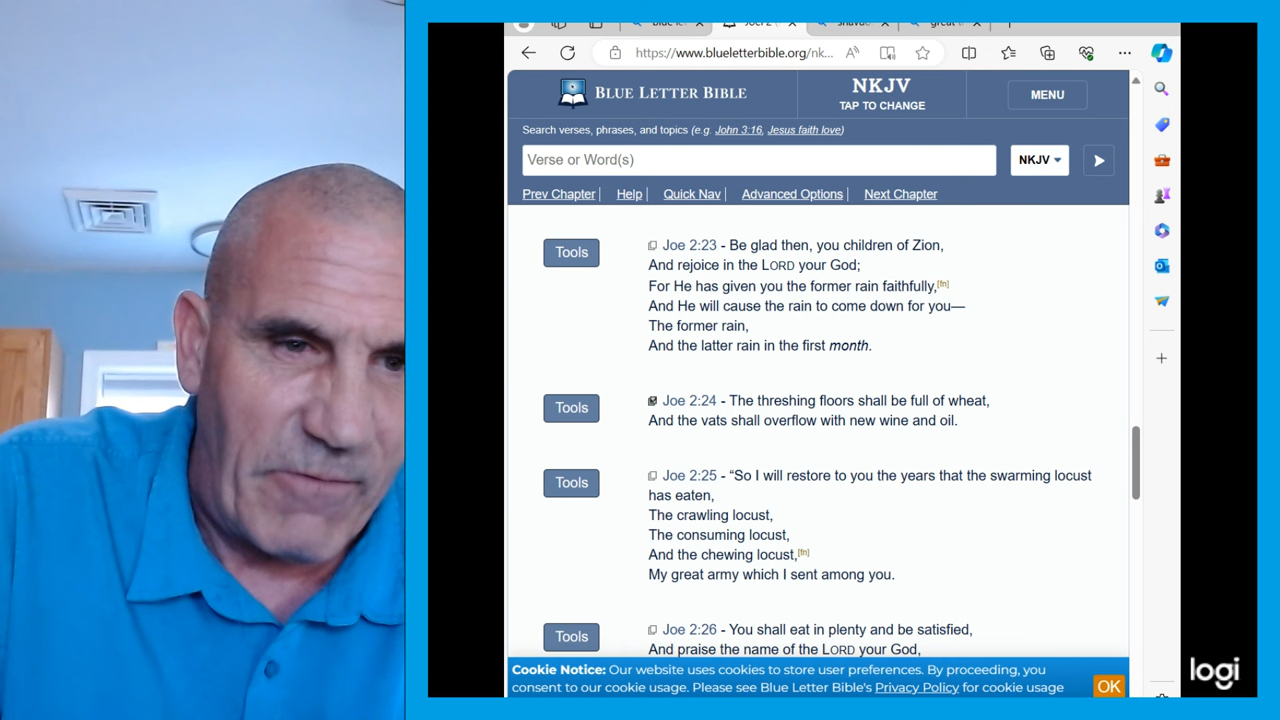 https://www.blueletterbible.org/nk...
BLUE LETTER BIBLE
NKJV
TAP TO CHANGE
MENU
Search verses, phrases, and topics (e.g. John 3:16, Jesus faith love)
Verse or Word(s)
NKJV
Prev Chapter | Help | Quick Nav | Advanced Options | Next Chapter
Tools
Joe 2:23 - Be glad then, you children of Zion,
And rejoice in the LORD your God;
For He has given you the former rain faithfully,[fn]
And He will cause the rain to come down for you—
The former rain,
And the latter rain in the first month.
Tools
Joe 2:24 - The threshing floors shall be full of wheat,
And the vats shall overflow with new wine and oil.
Tools
Joe 2:25 - “So I will restore to you the years that the swarming locust
has eaten,
The crawling locust,
The consuming locust,
And the chewing locust,[fn]
My great army which I sent among you.
Tools
Joe 2:26 - You shall eat in plenty and be satisfied,
And praise the name of the LORD your God,
Cookie Notice: Our website uses cookies to store user preferences. By proceeding, you
consent to our cookie usage. Please see Blue Letter Bible's Privacy Policy for cookie usage
OK
logi